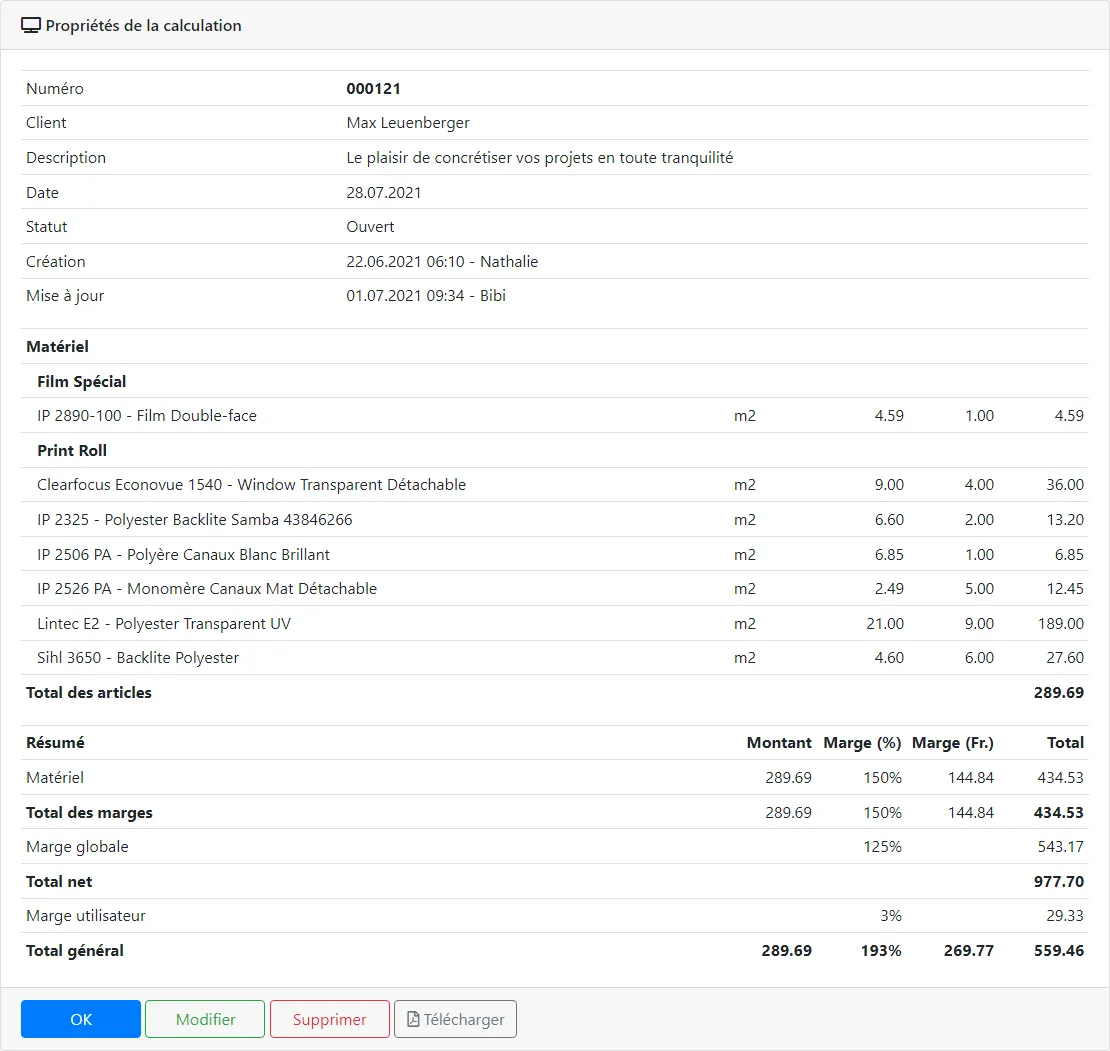 Propriétés de la calculation
Numéro 000121
Client Max Leuenberger
Description Le plaisir de concrétiser vos projets en toute tranquilité
Date 28.07.2021
Statut Ouvert
Création 22.06.2021 06:10 - Nathalie
Mise à jour 01.07.2021 09:34 - Bibi
Matériel
Film Spécial
IP 2890-100 - Film Double-face m2 4.59 1.00 4.59
Print Roll
Clearfocus Econovue 1540 - Window Transparent Détachable m2 9.00 4.00 36.00
IP 2325 - Polyester Backlite Samba 43846266 m2 6.60 2.00 13.20
IP 2506 PA - Polyère Canaux Blanc Brillant m2 6.85 1.00 6.85
IP 2526 PA - Monomère Canaux Mat Détachable m2 2.49 5.00 12.45
Lintec E2 - Polyester Transparent UV m2 21.00 9.00 189.00
Sihl 3650 - Backlite Polyester m2 4.60 6.00 27.60
Total des articles 289.69
Résumé Montant Marge (%) Marge (Fr.) Total
Matériel 289.69 150% 144.84 434.53
Total des marges 289.69 150% 144.84 434.53
Marge globale 125% 543.17
Total net 977.70
Marge utilisateur 3% 29.33
Total général 289.69 193% 269.77 559.46
OK Modifier Supprimer Télécharger